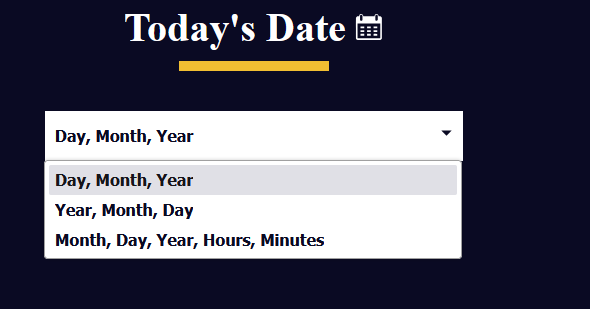 Today's Date
Day, Month, Year
Day, Month, Year
Year, Month, Day
Month, Day, Year, Hours, Minutes